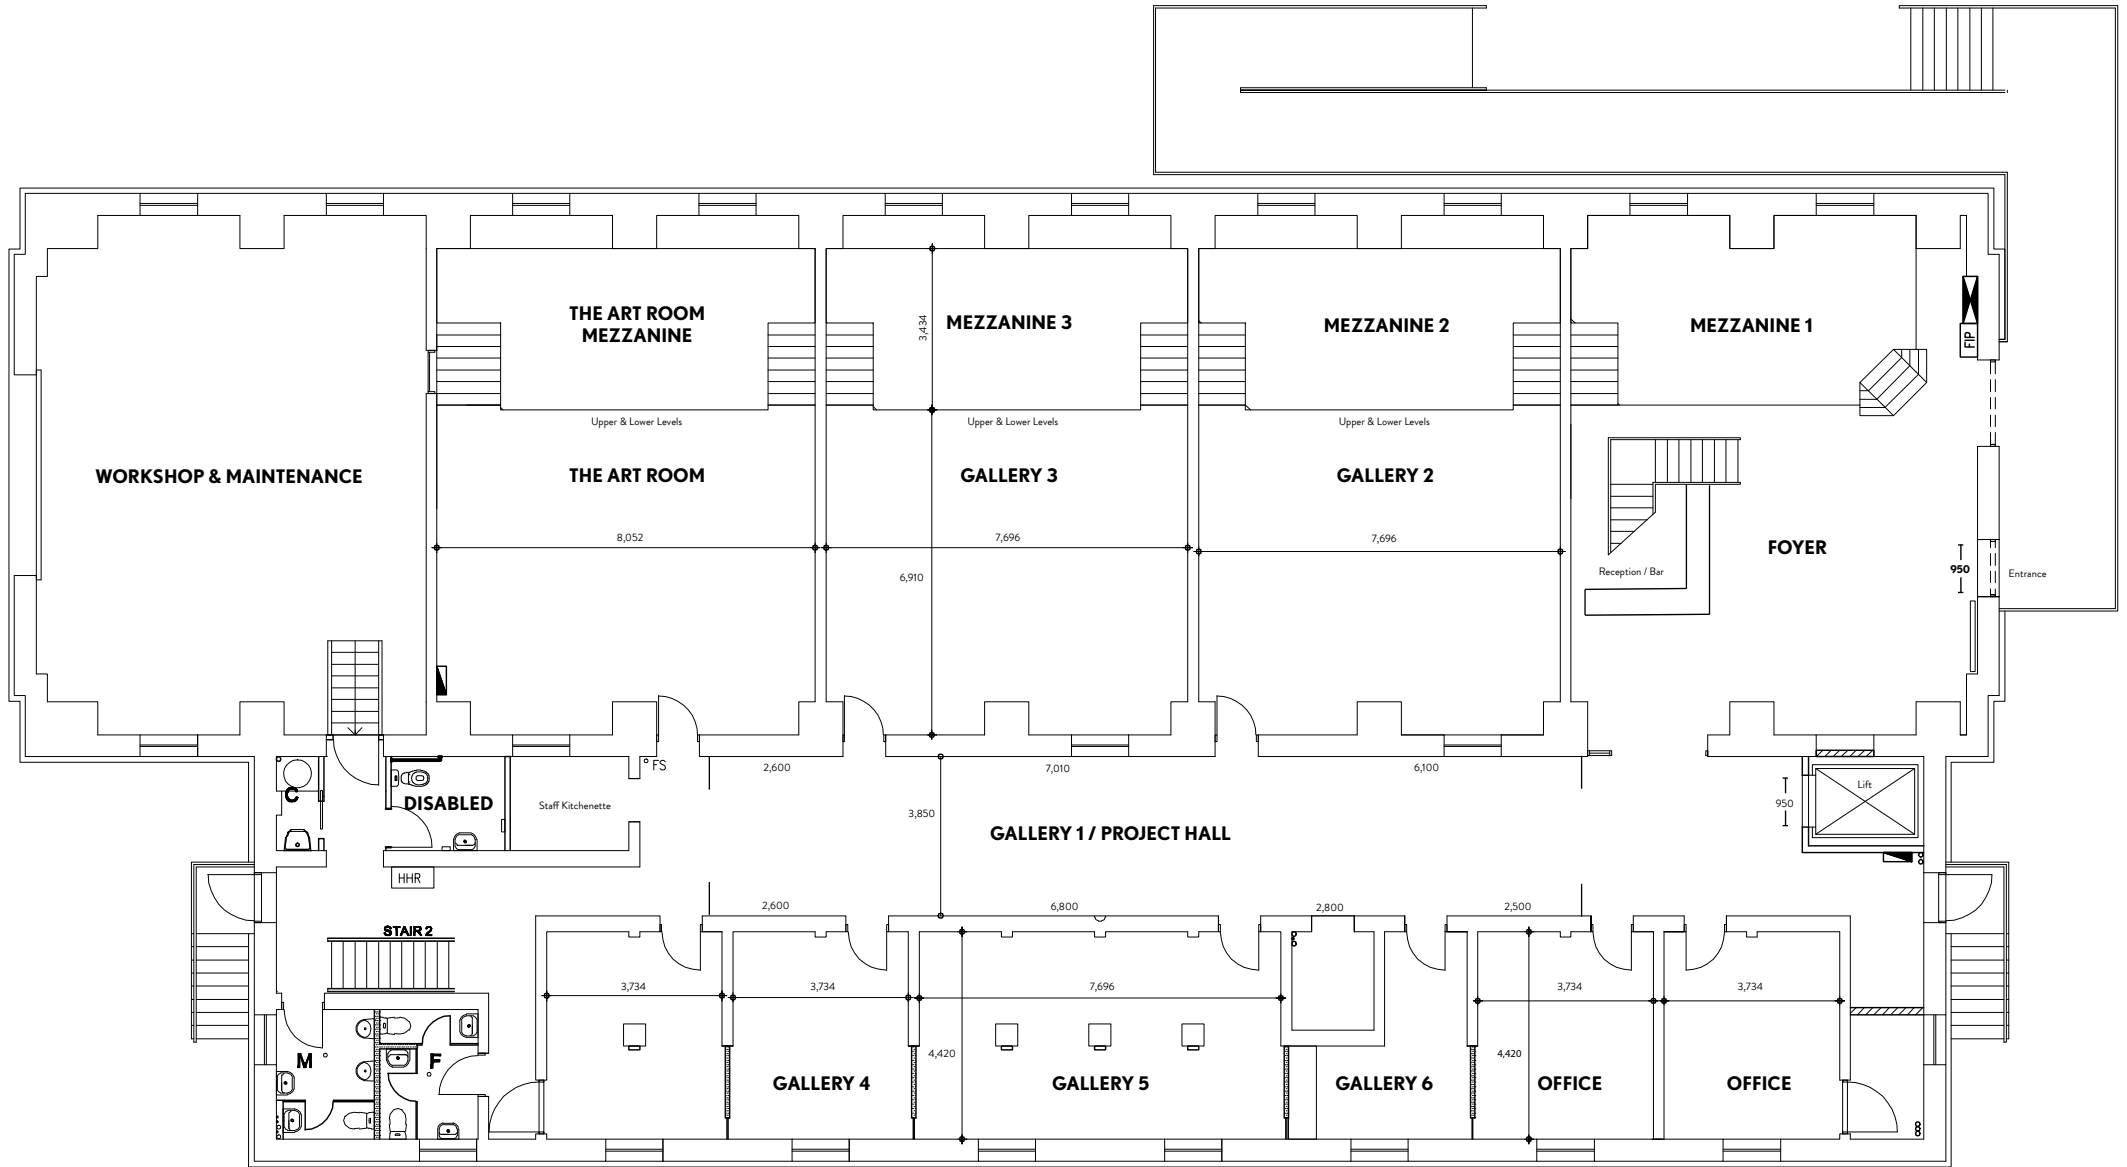 THE ART ROOM
MEZZANINE
3,434
MEZZANINE 3
MEZZANINE 2
MEZZANINE 1
FIP
Upper & Lower Levels
Upper & Lower Levels
Upper & Lower Levels
WORKSHOP & MAINTENANCE
THE ART ROOM
GALLERY 3
GALLERY 2
8,052
7,696
7,696
FOYER
6,910
Reception / Bar
950
Entrance
FS
2,600
7,010
6,100
C
DISABLED
Staff Kitchenette
3,850
GALLERY 1 / PROJECT HALL
950
Lift
HHR
2,600
6,800
2,800
2,500
STAIR 2
3,734
3,734
7,696
3,734
3,734
M
F
4,420
4,420
GALLERY 4
GALLERY 5
GALLERY 6
OFFICE
OFFICE